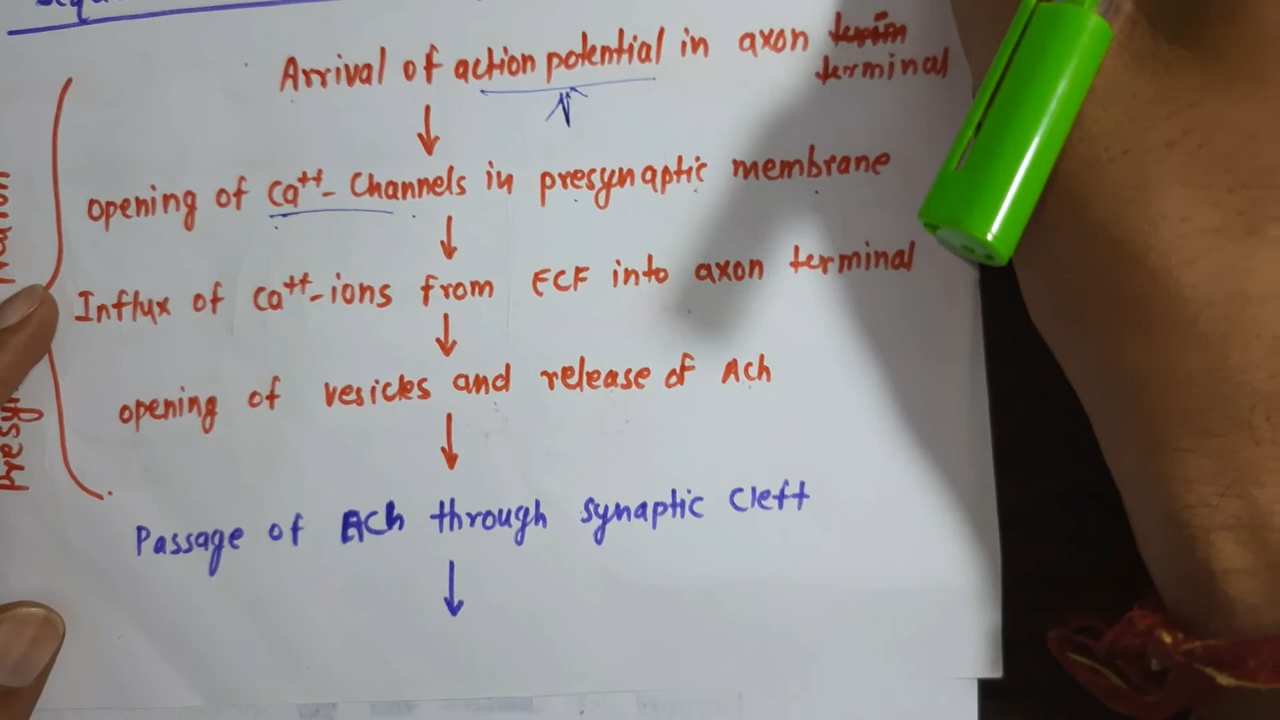 Arrival of action potential in axon
terminal
Opening of Ca++- Channels in presynaptic membrane
Influx of Ca++-ions from ECF into axon terminal
opening of vesicles and release of Ach
Passage of ACh through synaptic cleft